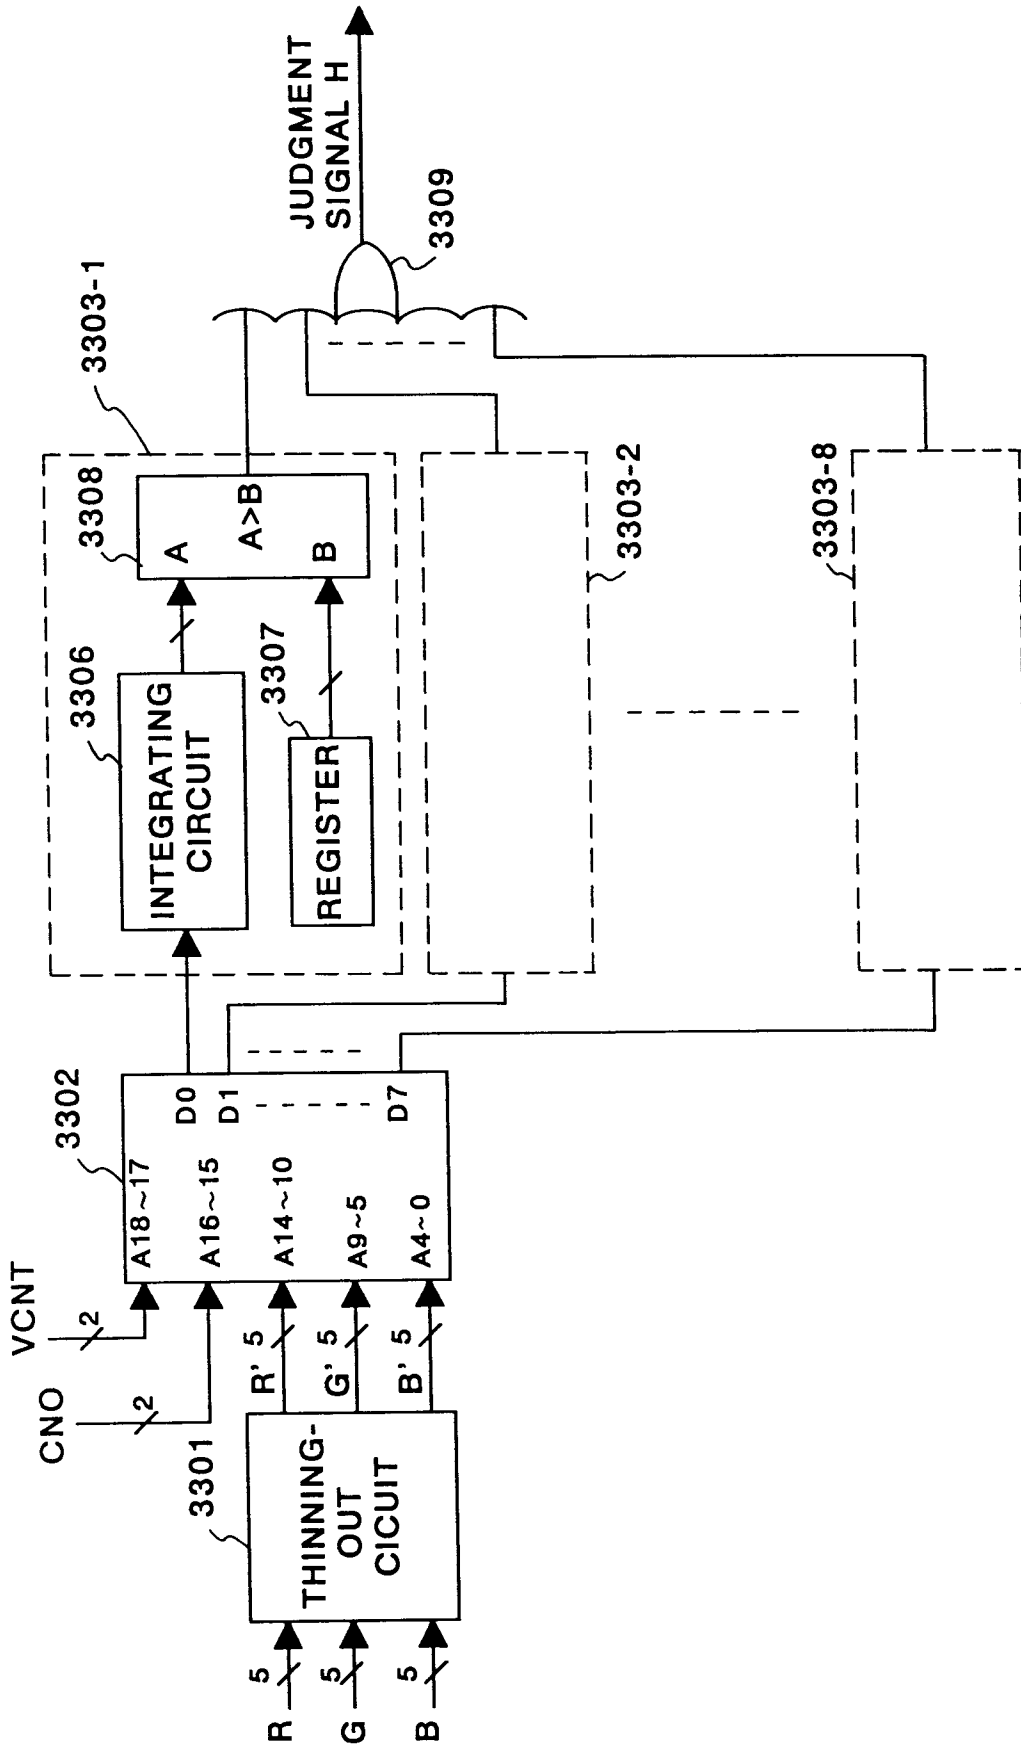 R
G
B
5
5
5
3301
THINNING-
OUT
CICUIT
R'
G'
B'
5
5
5
CNO
2
VCNT
2
3302
A18~17
A16~15
A14~10
A9~5
A4~0
D0
D1
D7
3303-1
3306
INTEGRATING
CIRCUIT
3307
REGISTER
3308
A
A>B
B
3303-2
3303-8
3309
JUDGMENT
SIGNAL H